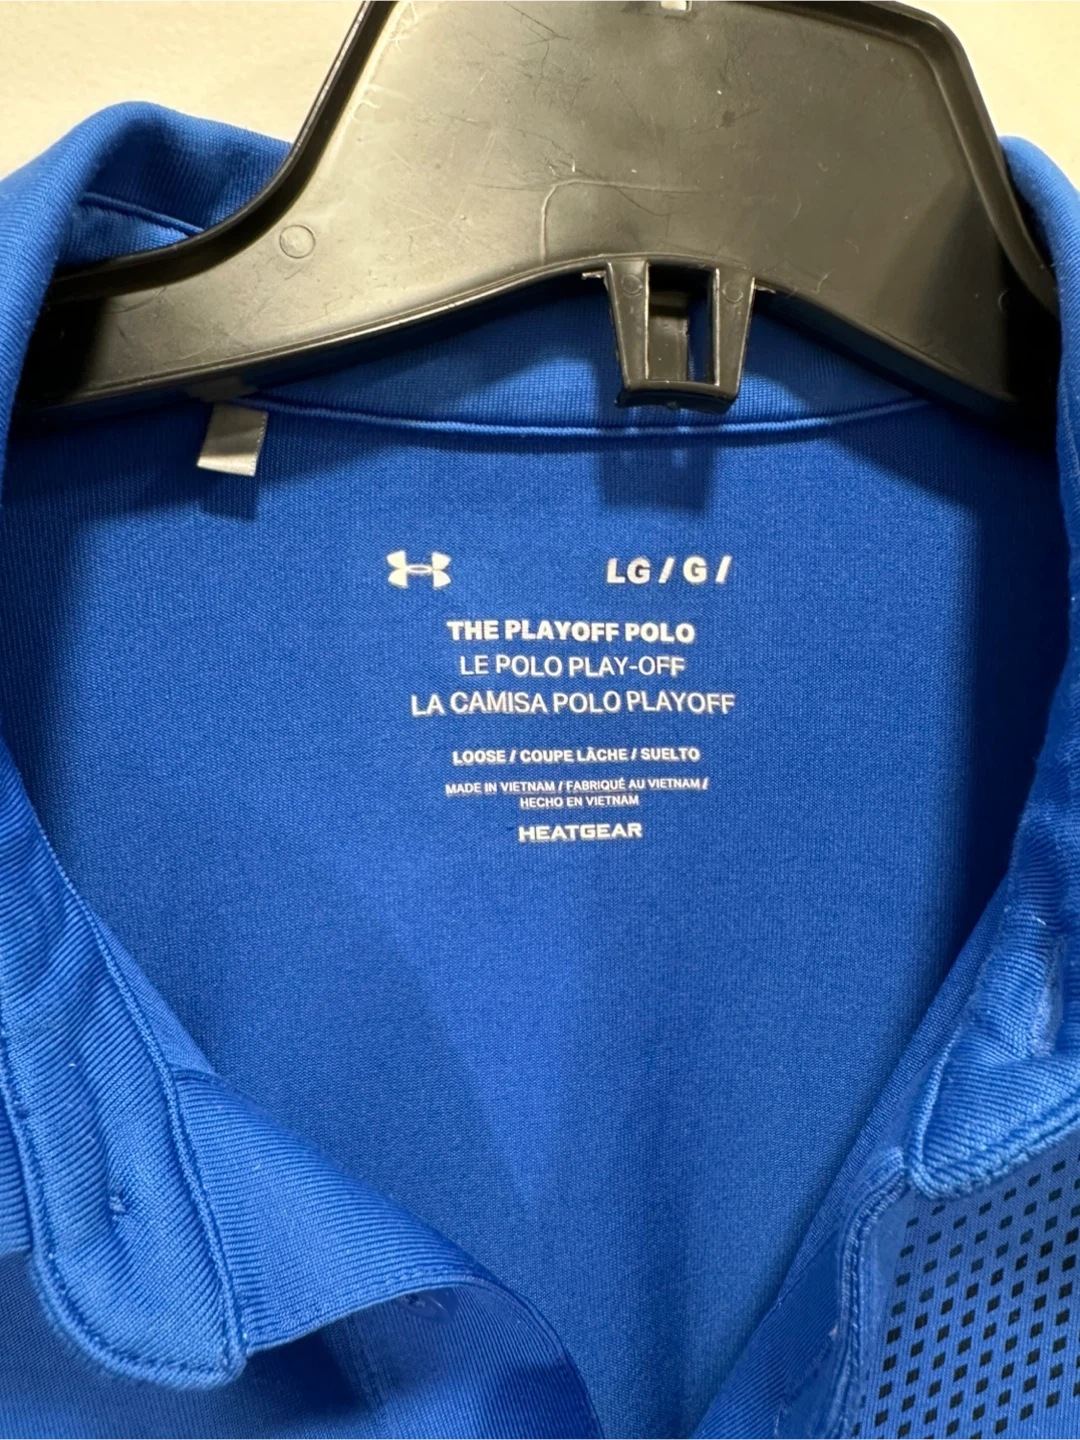 LG / G /
THE PLAYOFF POLO
LE POLO PLAY-OFF
LA CAMISA POLO PLAYOFF
LOOSE / COUPE LÂCHE / SUELTO
MADE IN VIETNAM / FABRIQUÉ AU VIETNAM /
HECHO EN VIETNAM
HEATGEAR